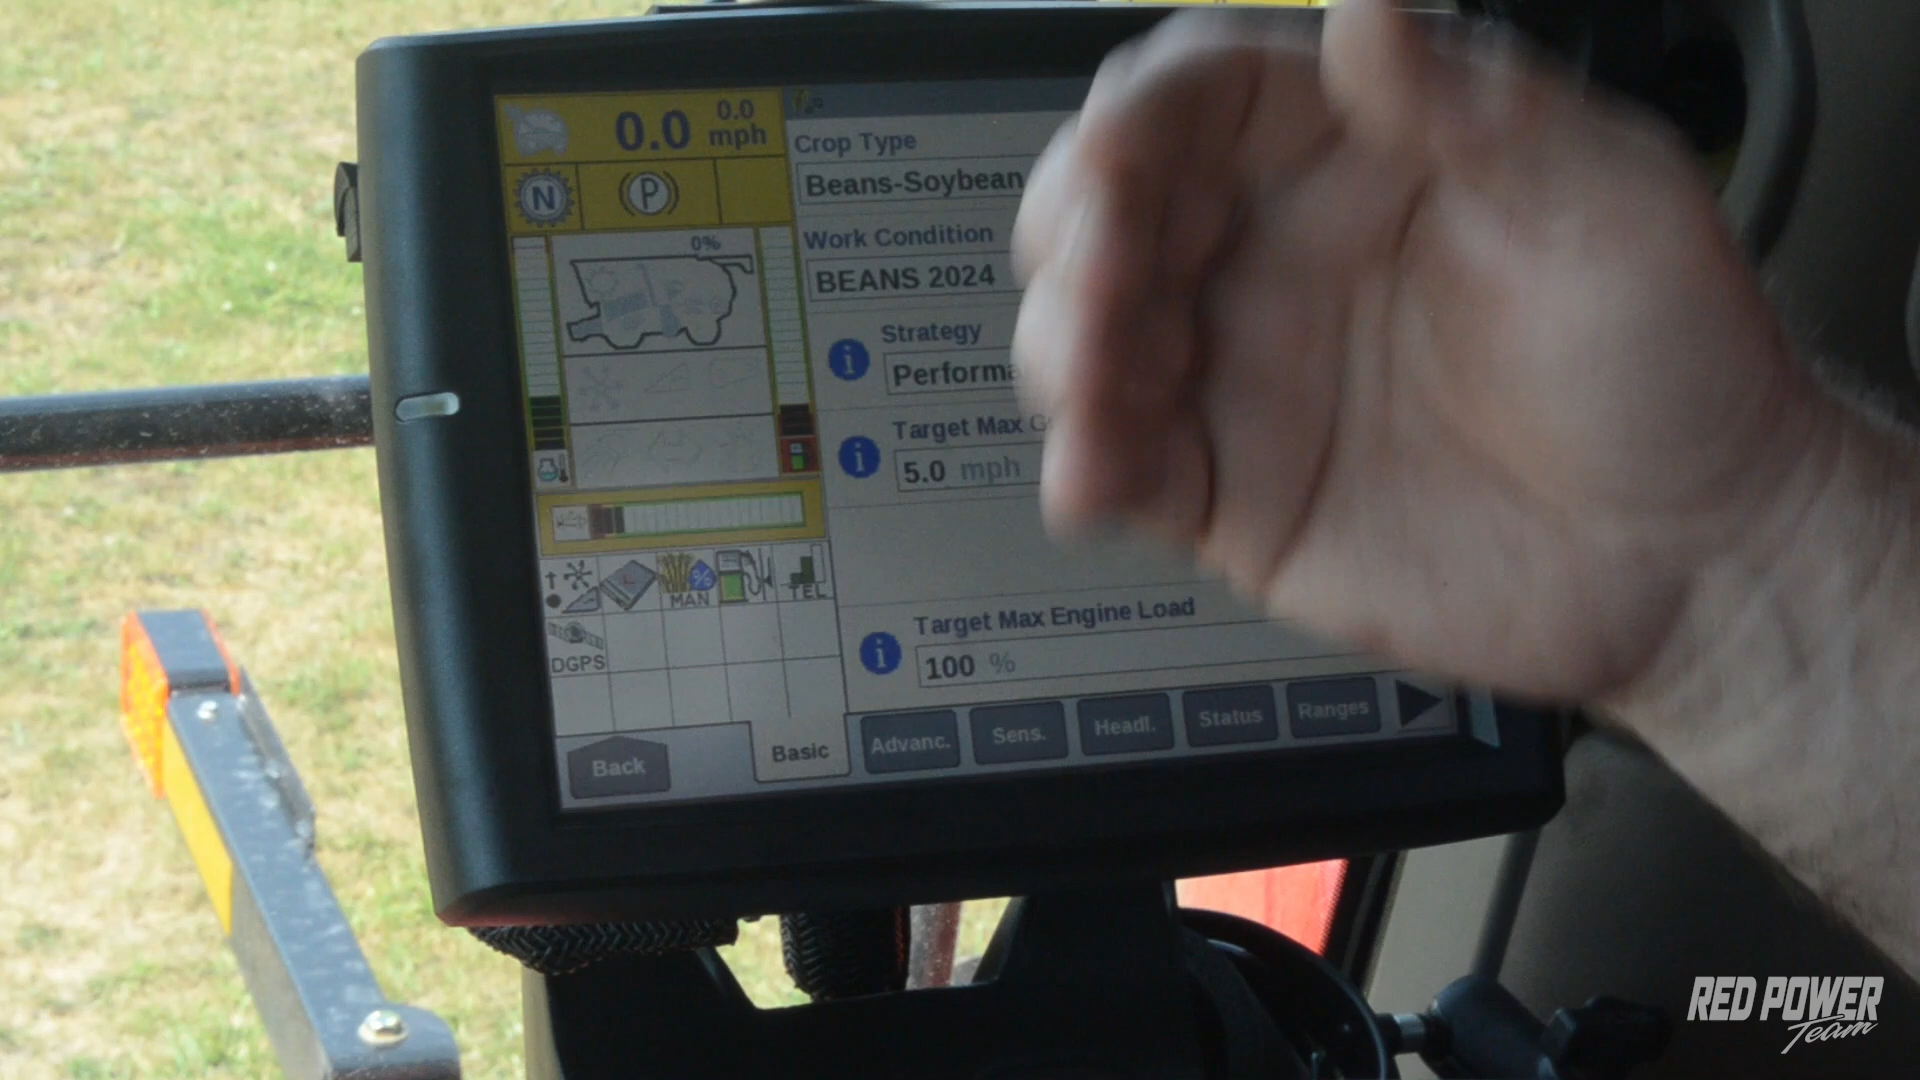 0.0
0.0
mph
N
P
0%
MAN
TEL
DGPS
Crop Type
Beans-Soybean
Work Condition
BEANS 2024
Strategy
Target Max
5.0 mph
Target Max Engine Load
100 %
Back
Basic
Advanc.
Sens.
Headl.
Status
Ranges
RED POWER
Team